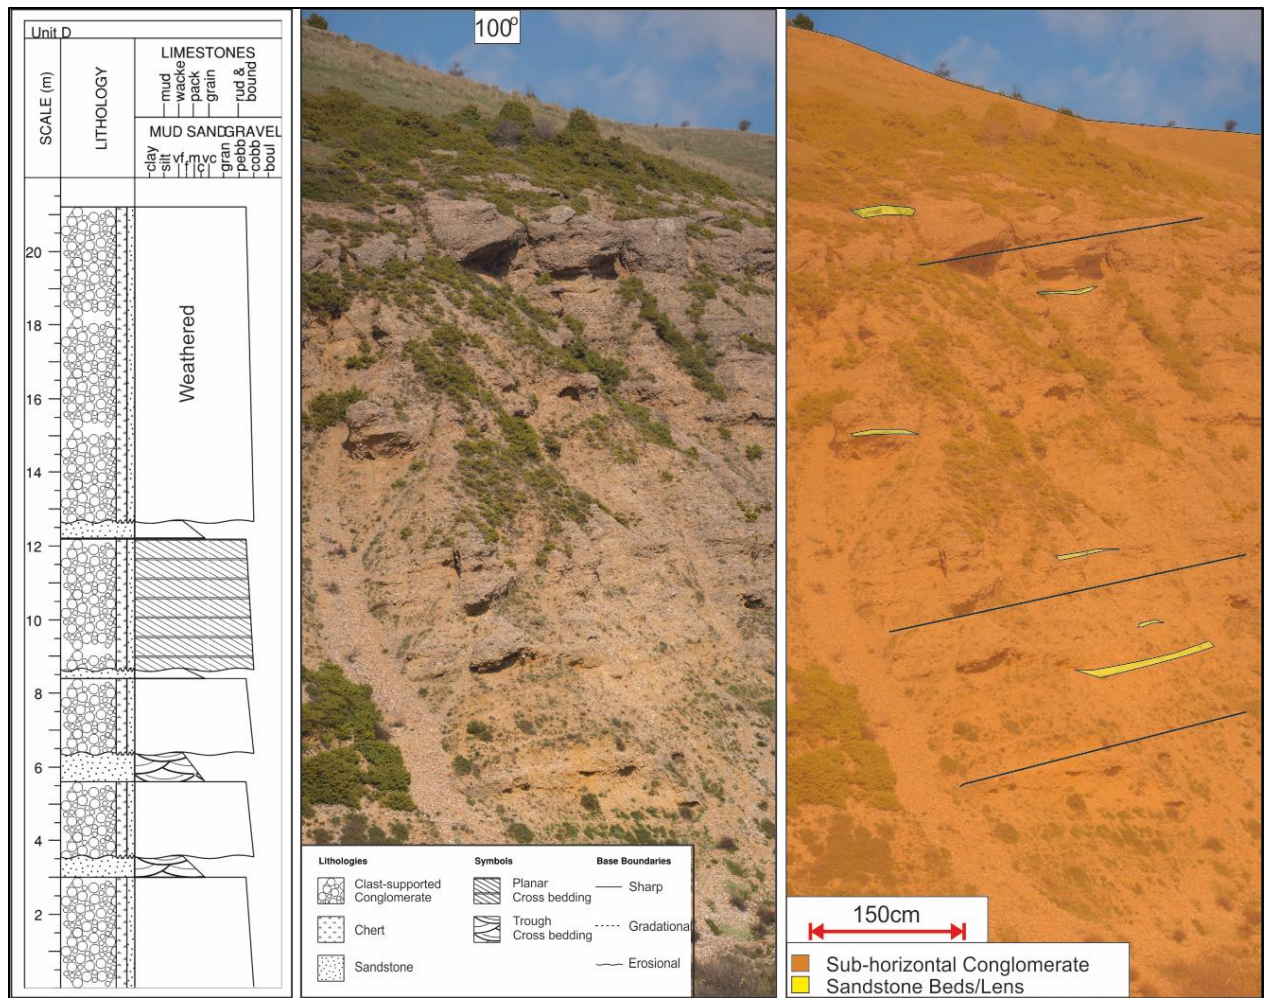 Unit D
SCALE (m)
LITHOLOGY
LIMESTONES
mud
wacke
pack
grain
rud &
bound
MUD SAND GRAVEL
clay
silt
vf
f
m
c
vc
gran
pebb
cobb
boul
20
18
16
14
12
10
8
6
4
2
Weathered
100°
Lithologies
Clast-supported
Conglomerate
Chert
Sandstone
Symbols
Planar
Cross bedding
Trough
Cross bedding
Base Boundaries
Sharp
Gradational
Erosional
150cm
Sub-horizontal Conglomerate
Sandstone Beds/Lens